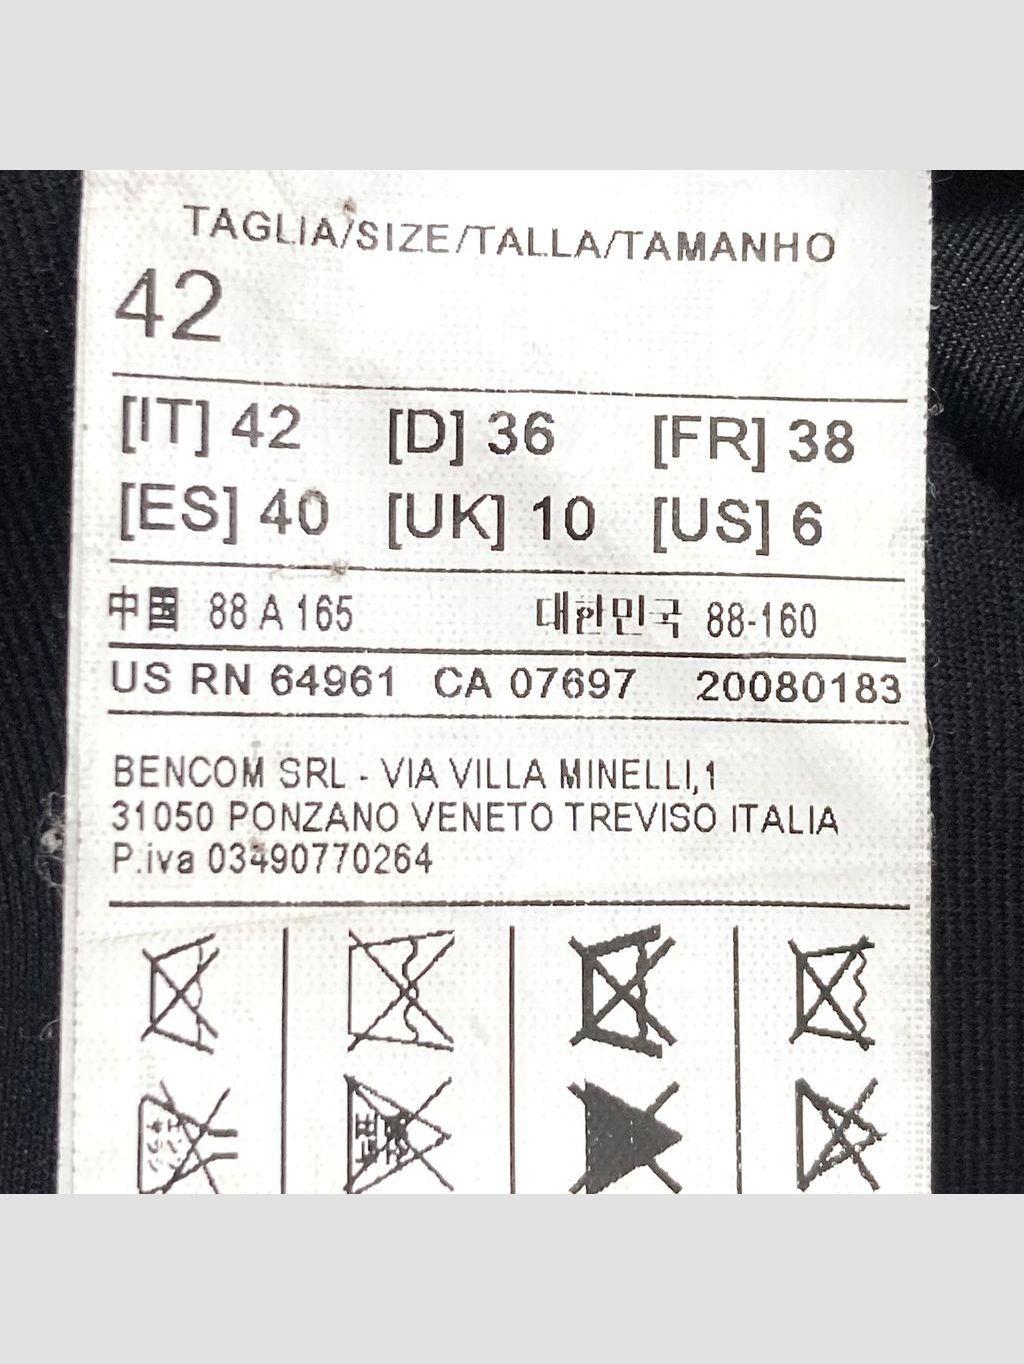 TAGLIA/SIZE/TALLA/TAMANHO
42
[IT] 42 [D] 36 [FR] 38
[ES] 40 [UK] 10 [US] 6
中國 88 A 165 대한민국 88-160
US RN 64961 CA 07697 20080183
BENCOM SRL - VIA VILLA MINELLI,1
31050 PONZANO VENETO TREVISO ITALIA
P.iva 03490770264